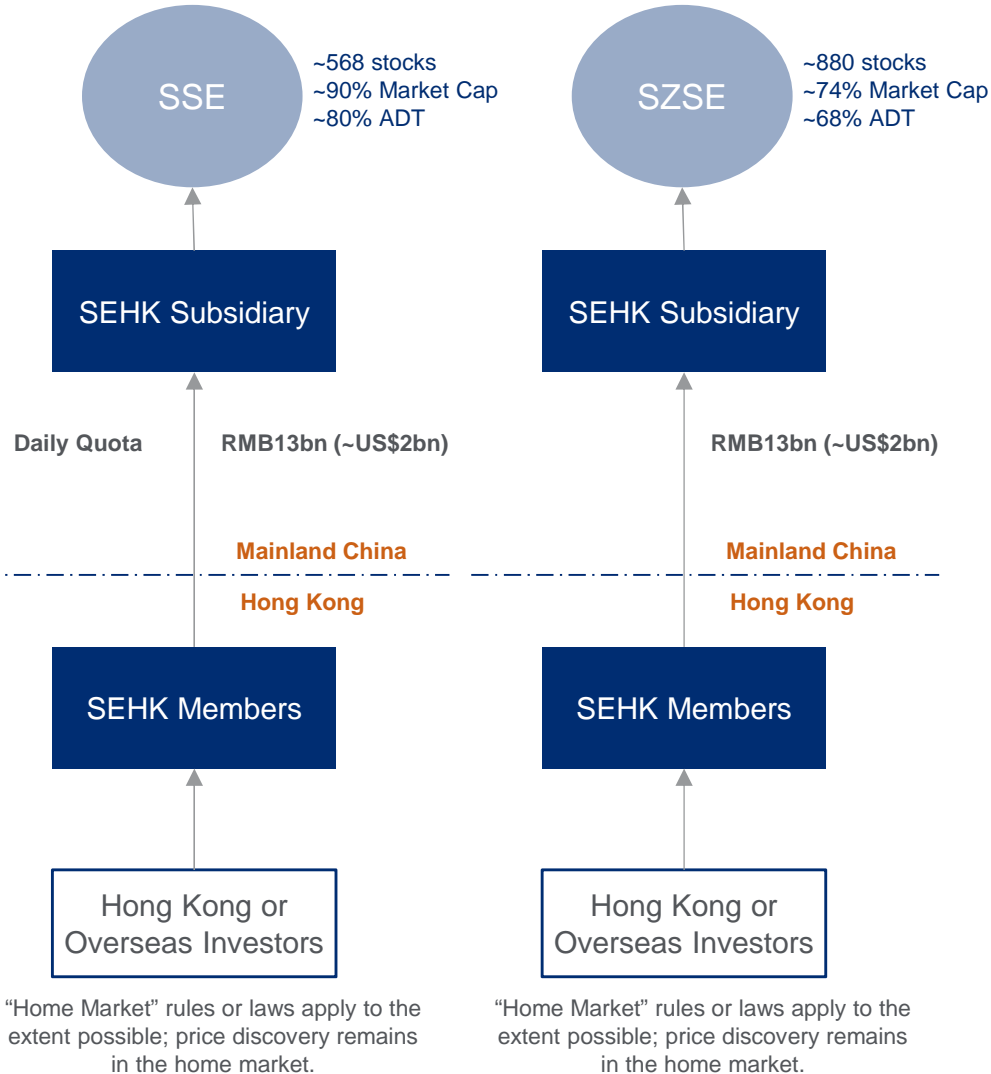 SSE
~568 stocks
~90% Market Cap
~80% ADT
SZSE
~880 stocks
~74% Market Cap
~68% ADT
SEHK Subsidiary
SEHK Subsidiary
Daily Quota
RMB13bn (~US$2bn)
RMB13bn (~US$2bn)
Mainland China
Mainland China
Hong Kong
Hong Kong
SEHK Members
SEHK Members
Hong Kong or
Overseas Investors
Hong Kong or
Overseas Investors
“Home Market” rules or laws apply to the
extent possible; price discovery remains
in the home market.
“Home Market” rules or laws apply to the
extent possible; price discovery remains
in the home market.